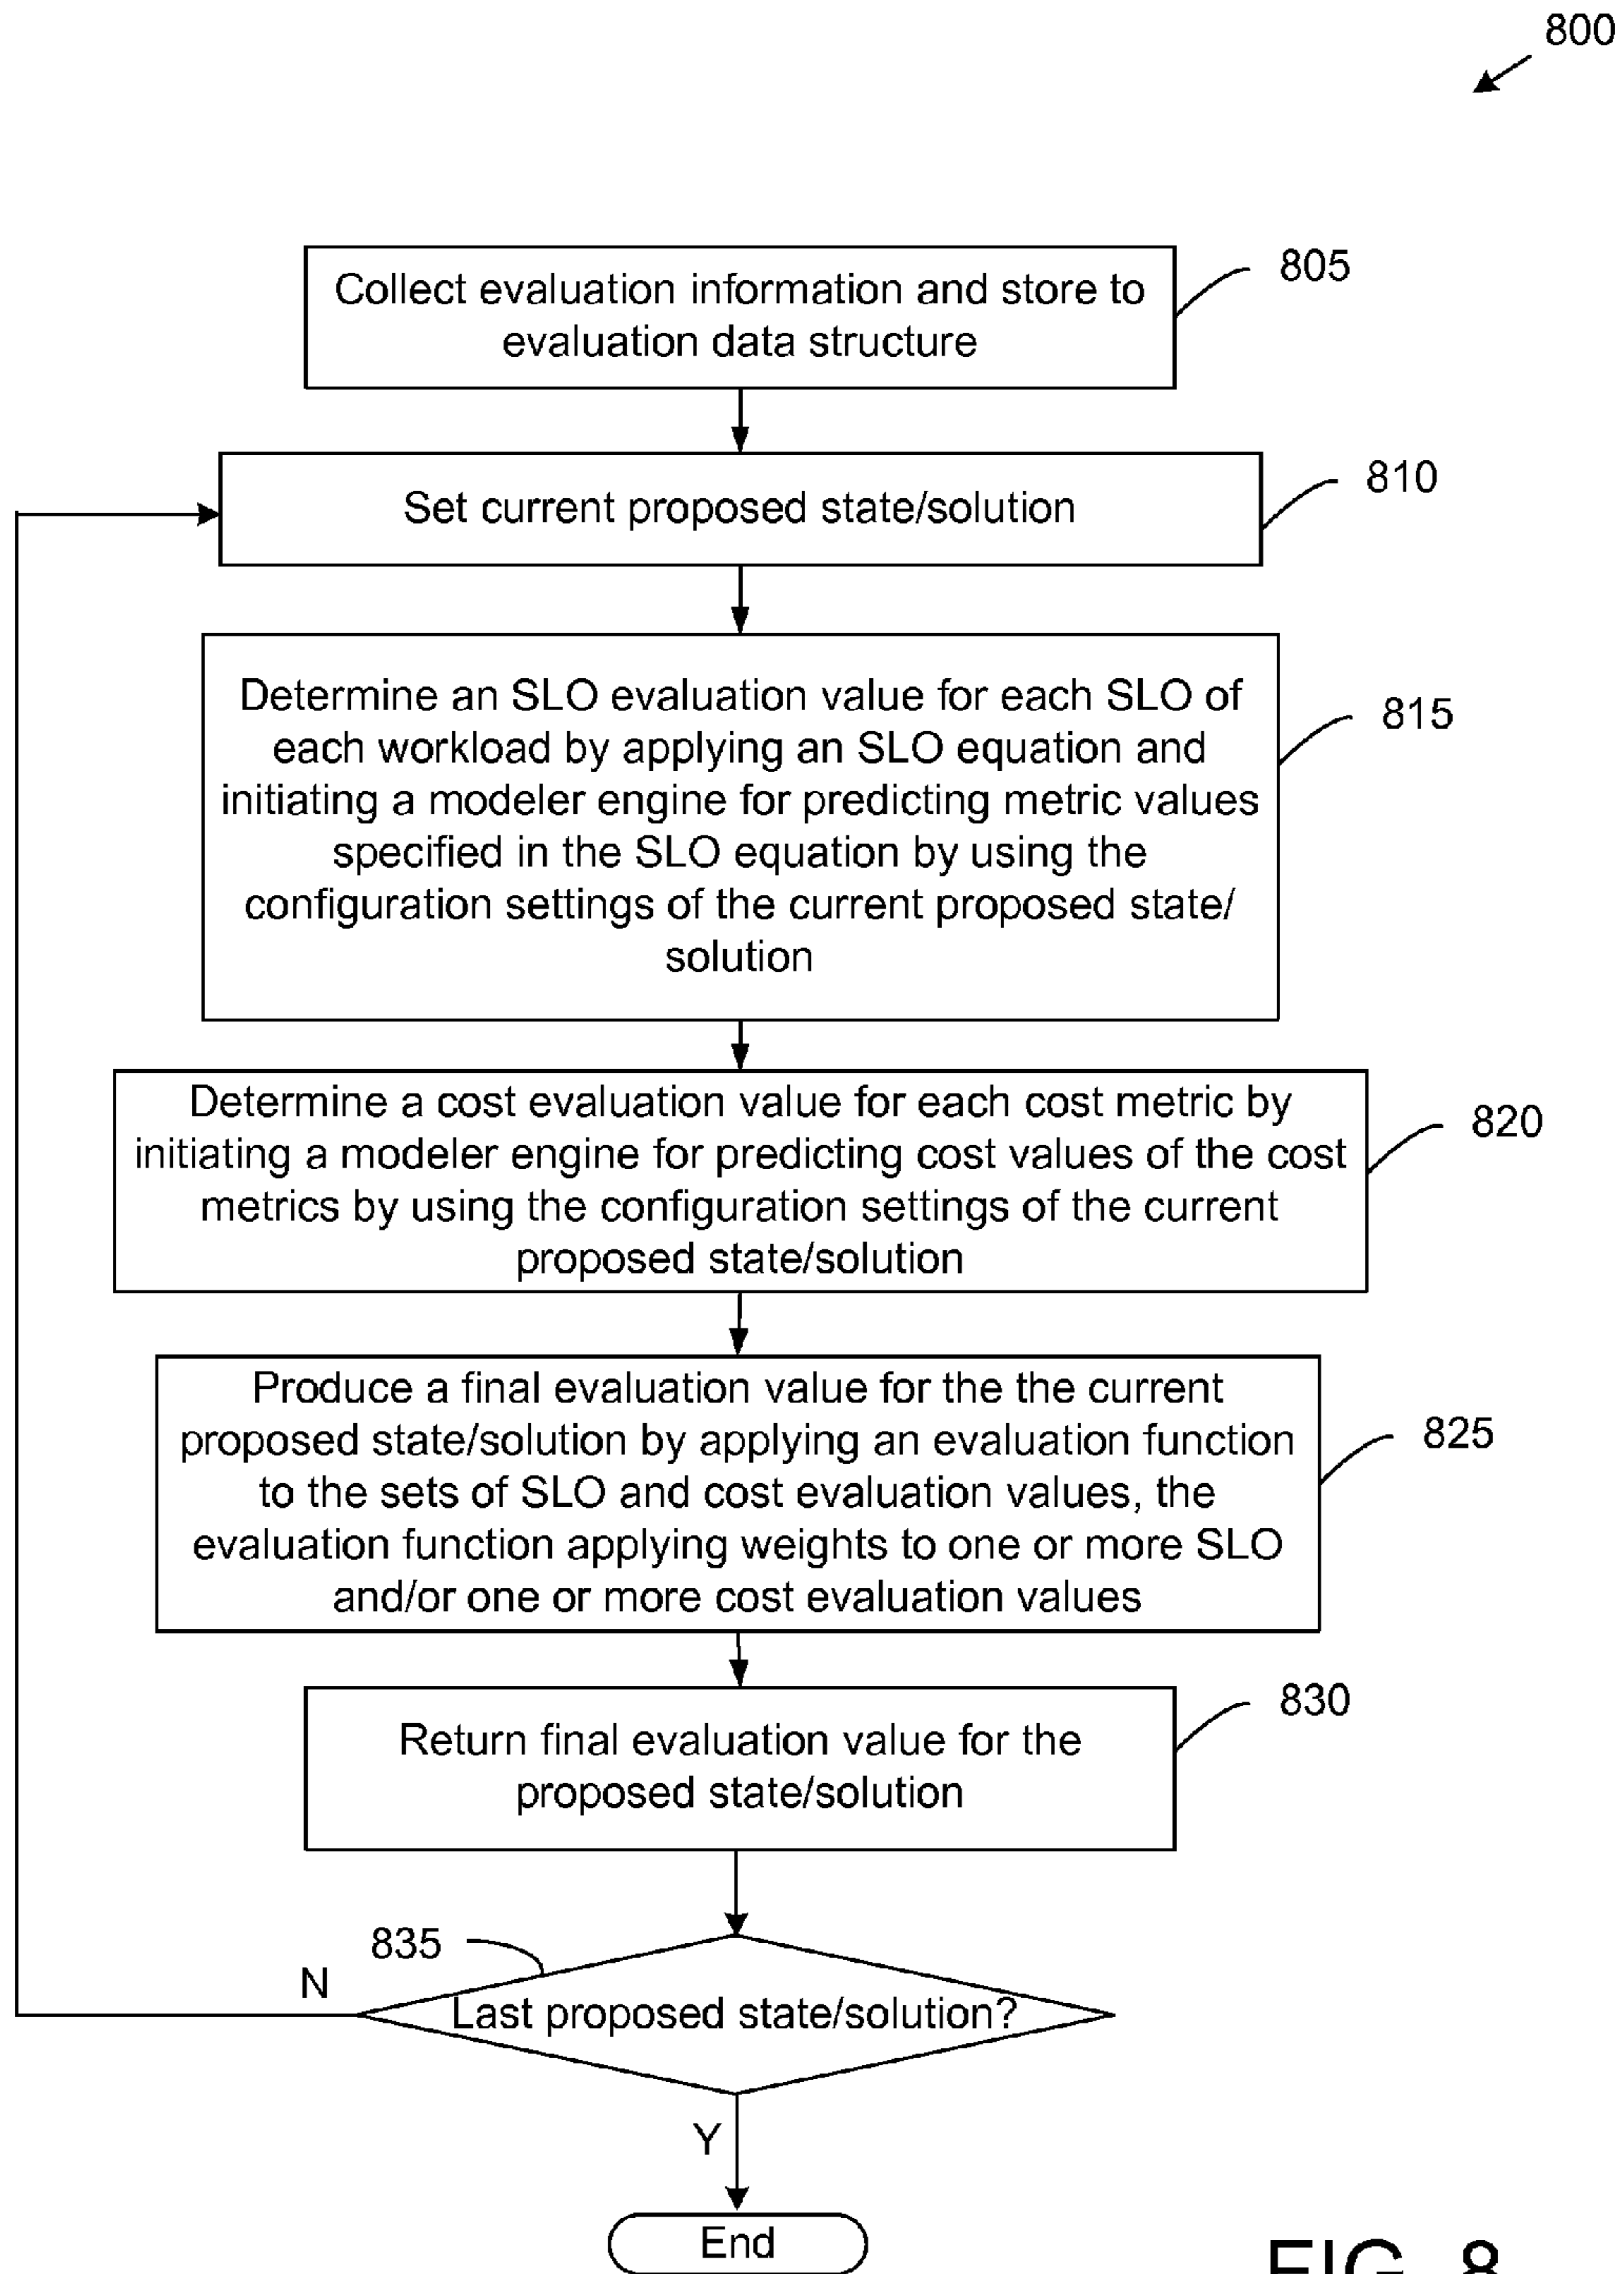 800
Collect evaluation information and store to
evaluation data structure
805
Set current proposed state/solution
810
Determine an SLO evaluation value for each SLO of
each workload by applying an SLO equation and
initiating a modeler engine for predicting metric values
specified in the SLO equation by using the
configuration settings of the current proposed state/
solution
815
Determine a cost evaluation value for each cost metric by
initiating a modeler engine for predicting cost values of the cost
metrics by using the configuration settings of the current
proposed state/solution
820
Produce a final evaluation value for the the current
proposed state/solution by applying an evaluation function
to the sets of SLO and cost evaluation values, the
evaluation function applying weights to one or more SLO
and/or one or more cost evaluation values
825
Return final evaluation value for the
proposed state/solution
830
835
N
Last proposed state/solution?
Y
End
FIG. 8